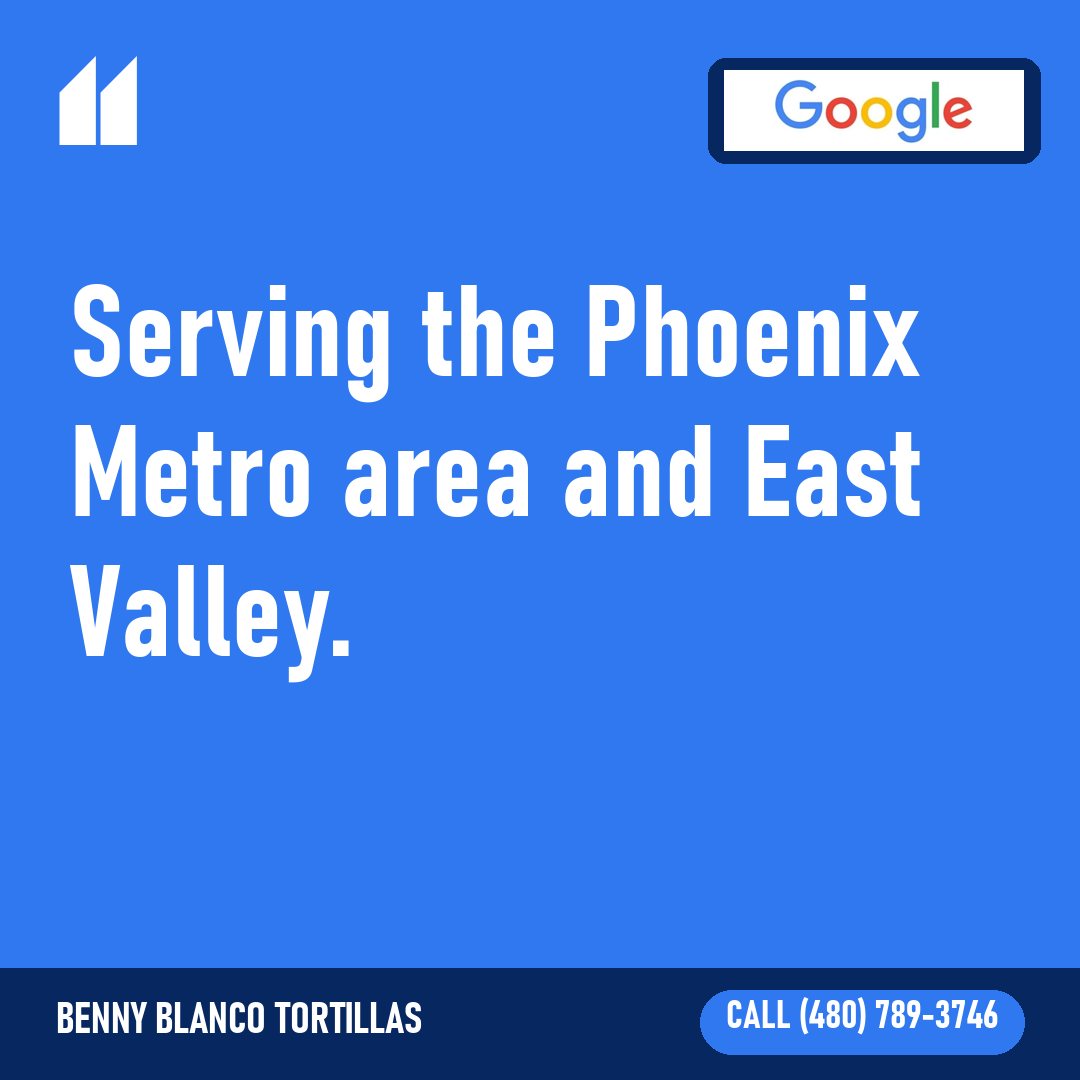 Google
Serving the Phoenix
Metro area and East
Valley.
BENNY BLANCO TORTILLAS
CALL (480) 789-3746